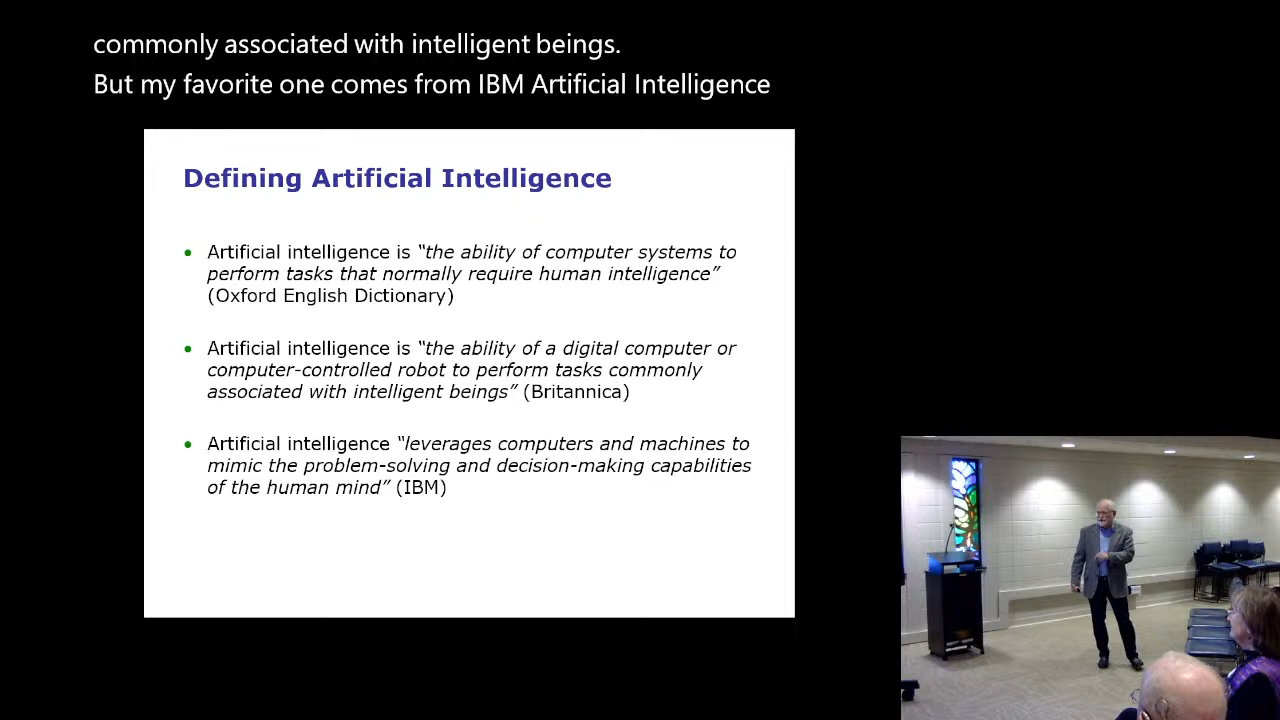 commonly associated with intelligent beings.
But my favorite one comes from IBM Artificial Intelligence
Defining Artificial Intelligence
• Artificial intelligence is “the ability of computer systems to
perform tasks that normally require human intelligence”
(Oxford English Dictionary)
• Artificial intelligence is “the ability of a digital computer or
computer-controlled robot to perform tasks commonly
associated with intelligent beings” (Britannica)
• Artificial intelligence “leverages computers and machines to
mimic the problem-solving and decision-making capabilities
of the human mind” (IBM)